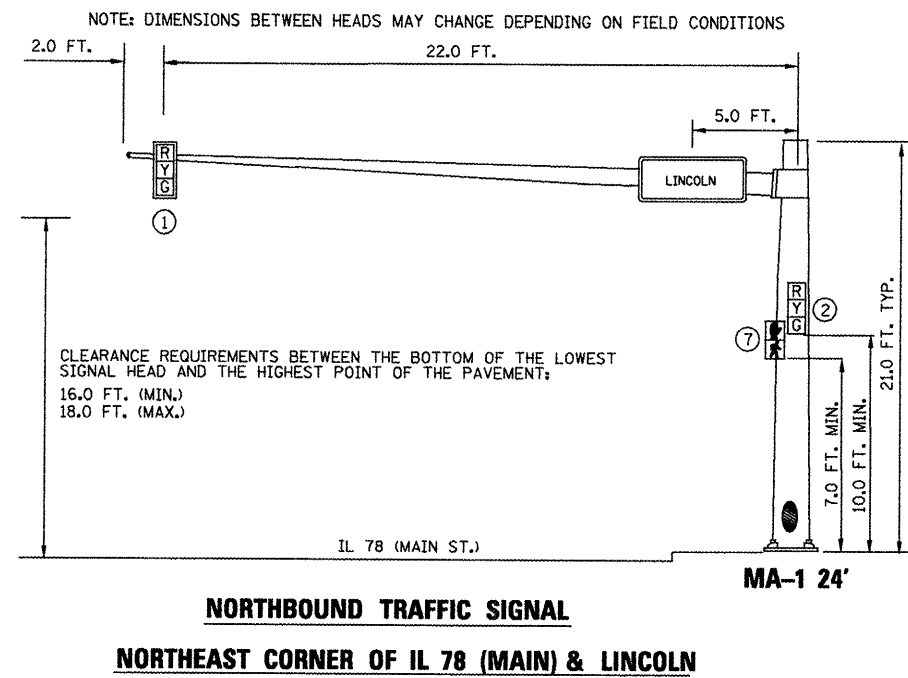 NOTE: DIMENSIONS BETWEEN HEADS MAY CHANGE DEPENDING ON FIELD CONDITIONS
2.0 FT.
22.0 FT.
5.0 FT.
R
Y
G
LINCOLN
1
R
Y
G
2
7
CLEARANCE REQUIREMENTS BETWEEN THE BOTTOM OF THE LOWEST
SIGNAL HEAD AND THE HIGHEST POINT OF THE PAVEMENT:
16.0 FT. (MIN.)
18.0 FT. (MAX.)
7.0 FT. MIN.
10.0 FT. MIN.
21.0 FT. TYP.
IL 78 (MAIN ST.)
MA-1 24'
NORTHBOUND TRAFFIC SIGNAL
NORTHEAST CORNER OF IL 78 (MAIN) & LINCOLN